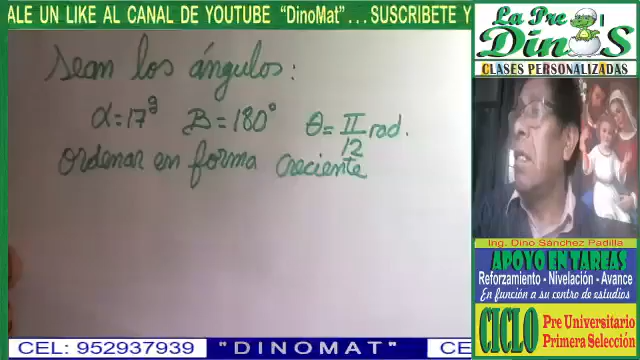 ALE UN LIKE AL CANAL DE YOUTUBE "DinoMat"... SUSCRIBETE Y
La Pre
DinoS
CLASES PERSONALIZADAS
Sean los ángulos:
α=17ᵍ B=180° θ=π/12 rad.
Ordenar en forma creciente
Ing. Dino Sánchez Padilla
APOYO EN TAREAS
Reforzamiento - Nivelación - Avance
En función a su centro de estudios
CICLO Pre Universitario
Primera Selección
CEL: 952937939 "DINOMAT" CE